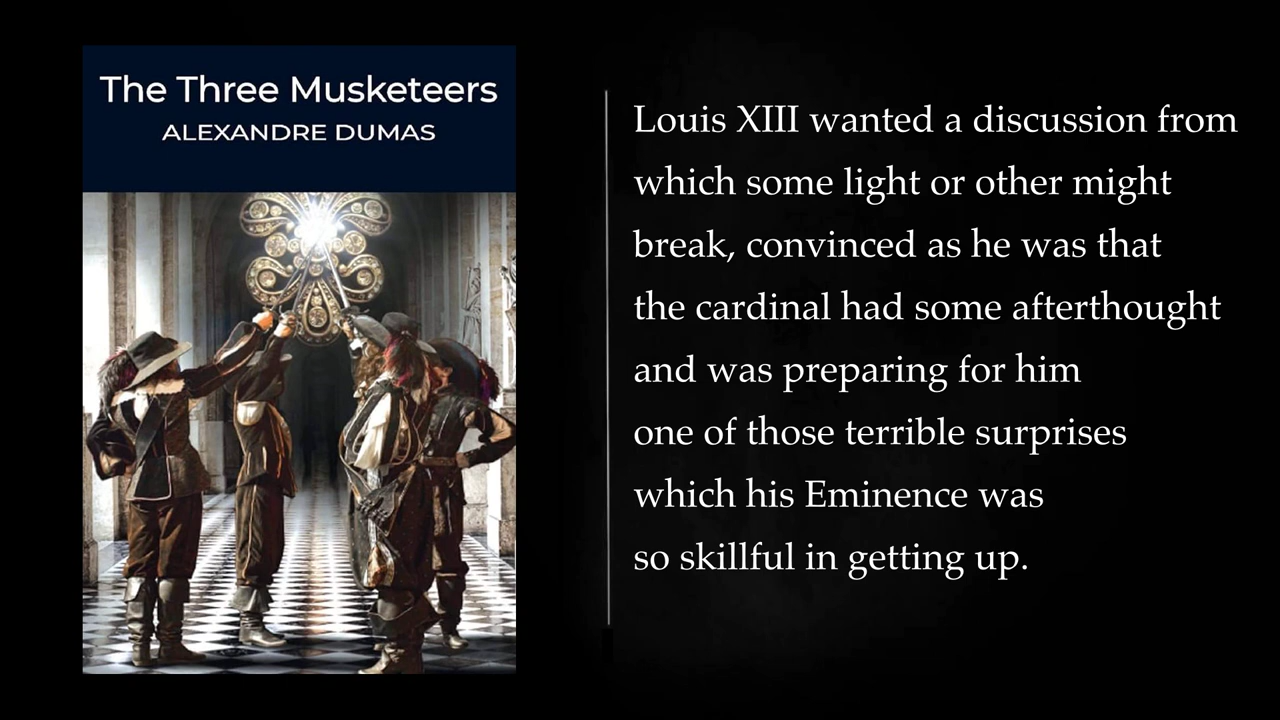 The Three Musketeers
ALEXANDRE DUMAS
Louis XIII wanted a discussion from
which some light or other might
break, convinced as he was that
the cardinal had some afterthought
and was preparing for him
one of those terrible surprises
which his Eminence was
so skillful in getting up.